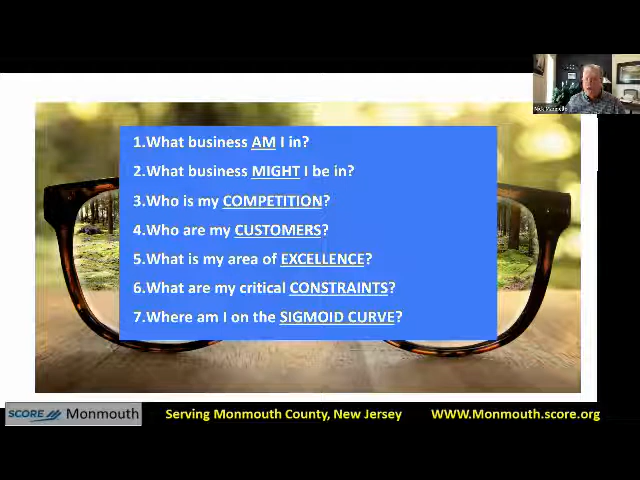 1.What business AM I in?
2.What business MIGHT I be in?
3.Who is my COMPETITION?
4.Who are my CUSTOMERS?
5.What is my area of EXCELLENCE?
6.What are my critical CONSTRAINTS?
7.Where am I on the SIGMOID CURVE?
SCORE Monmouth
Serving Monmouth County, New Jersey
WWW.Monmouth.score.org